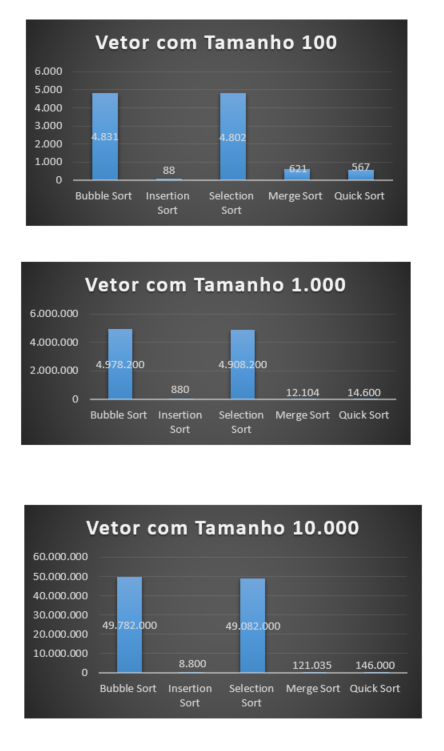 Vetor com Tamanho 100
6.000
5.000
4.000
3.000
2.000
1.000
0
4.831
88
4.802
621
567
Bubble Sort
Insertion Sort
Selection Sort
Merge Sort
Quick Sort
Vetor com Tamanho 1.000
6.000.000
4.000.000
2.000.000
0
4.978.200
880
4.908.200
12.104
14.600
Bubble Sort
Insertion Sort
Selection Sort
Merge Sort
Quick Sort
Vetor com Tamanho 10.000
60.000.000
50.000.000
40.000.000
30.000.000
20.000.000
10.000.000
0
49.782.000
8.800
49.082.000
121.035
146.000
Bubble Sort
Insertion Sort
Selection Sort
Merge Sort
Quick Sort